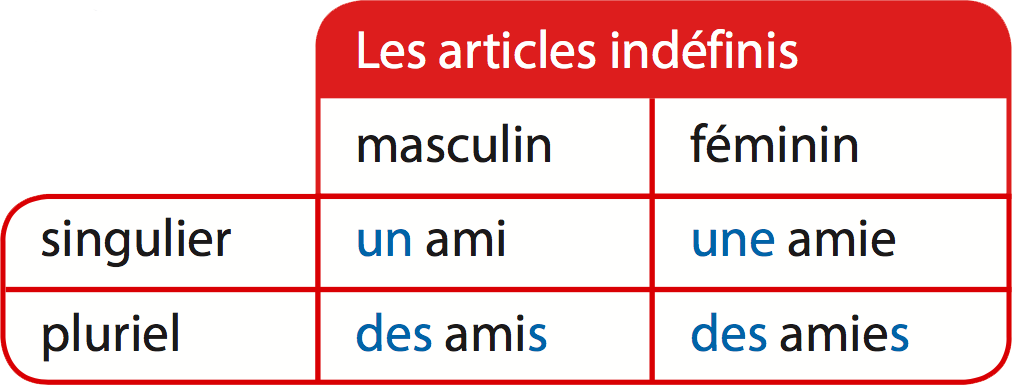 Les articles indéfinis
masculin féminin
singulier un ami une amie
pluriel des amis des amies